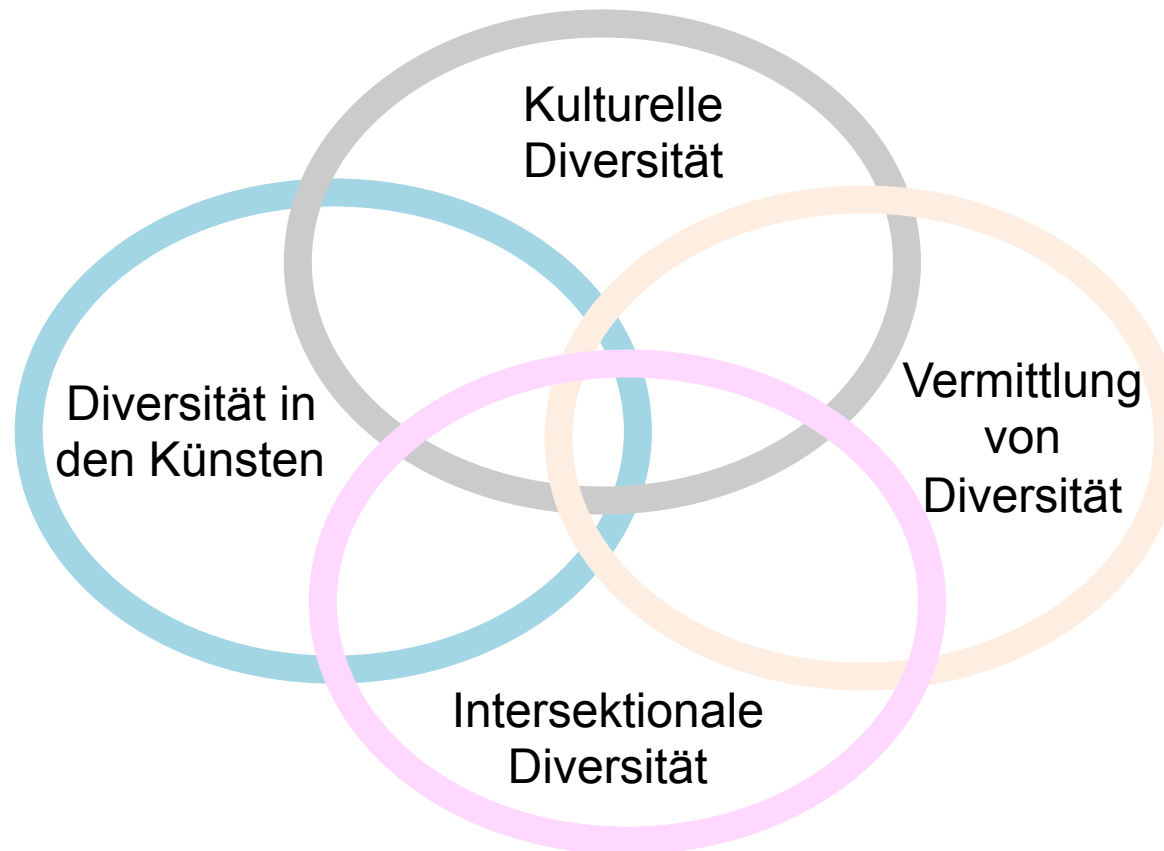 Kulturelle
Diversität
Diversität in
den Künsten
Vermittlung
von
Diversität
Intersektionale
Diversität